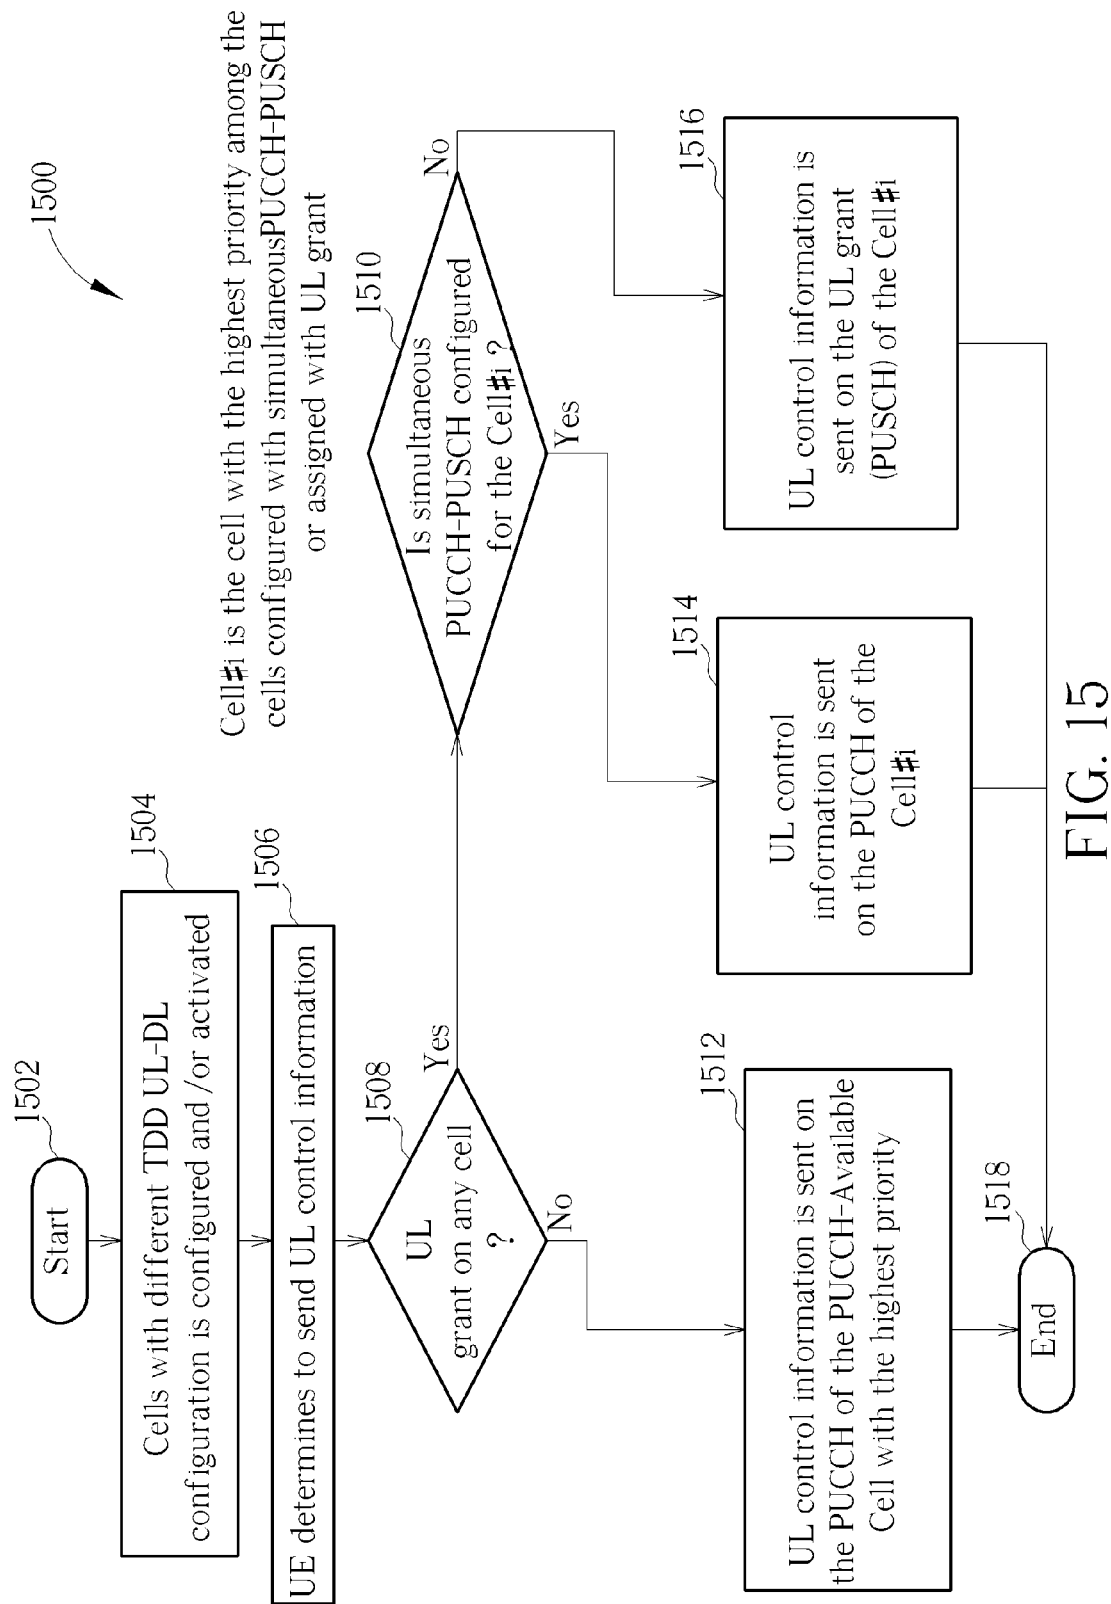 1500
1502
Start
1504
Cells with different TDD UL-DL
configuration is configured and /or activated
1506
UE determines to send UL control information
1508
UL
grant on any cell
?
Yes
No
Cell#i is the cell with the highest priority among the
cells configured with simultaneousPUCCH-PUSCH
or assigned with UL grant
1510
Is simultaneous
PUCCH-PUSCH configured
for the Cell#i ?
No
Yes
1512
UL control information is sent on
the PUCCH of the PUCCH-Available
Cell with the highest priority
1514
UL control
information is sent
on the PUCCH of the
Cell#i
1516
UL control information is
sent on the UL grant
(PUSCH) of the Cell#i
1518
End
FIG. 15